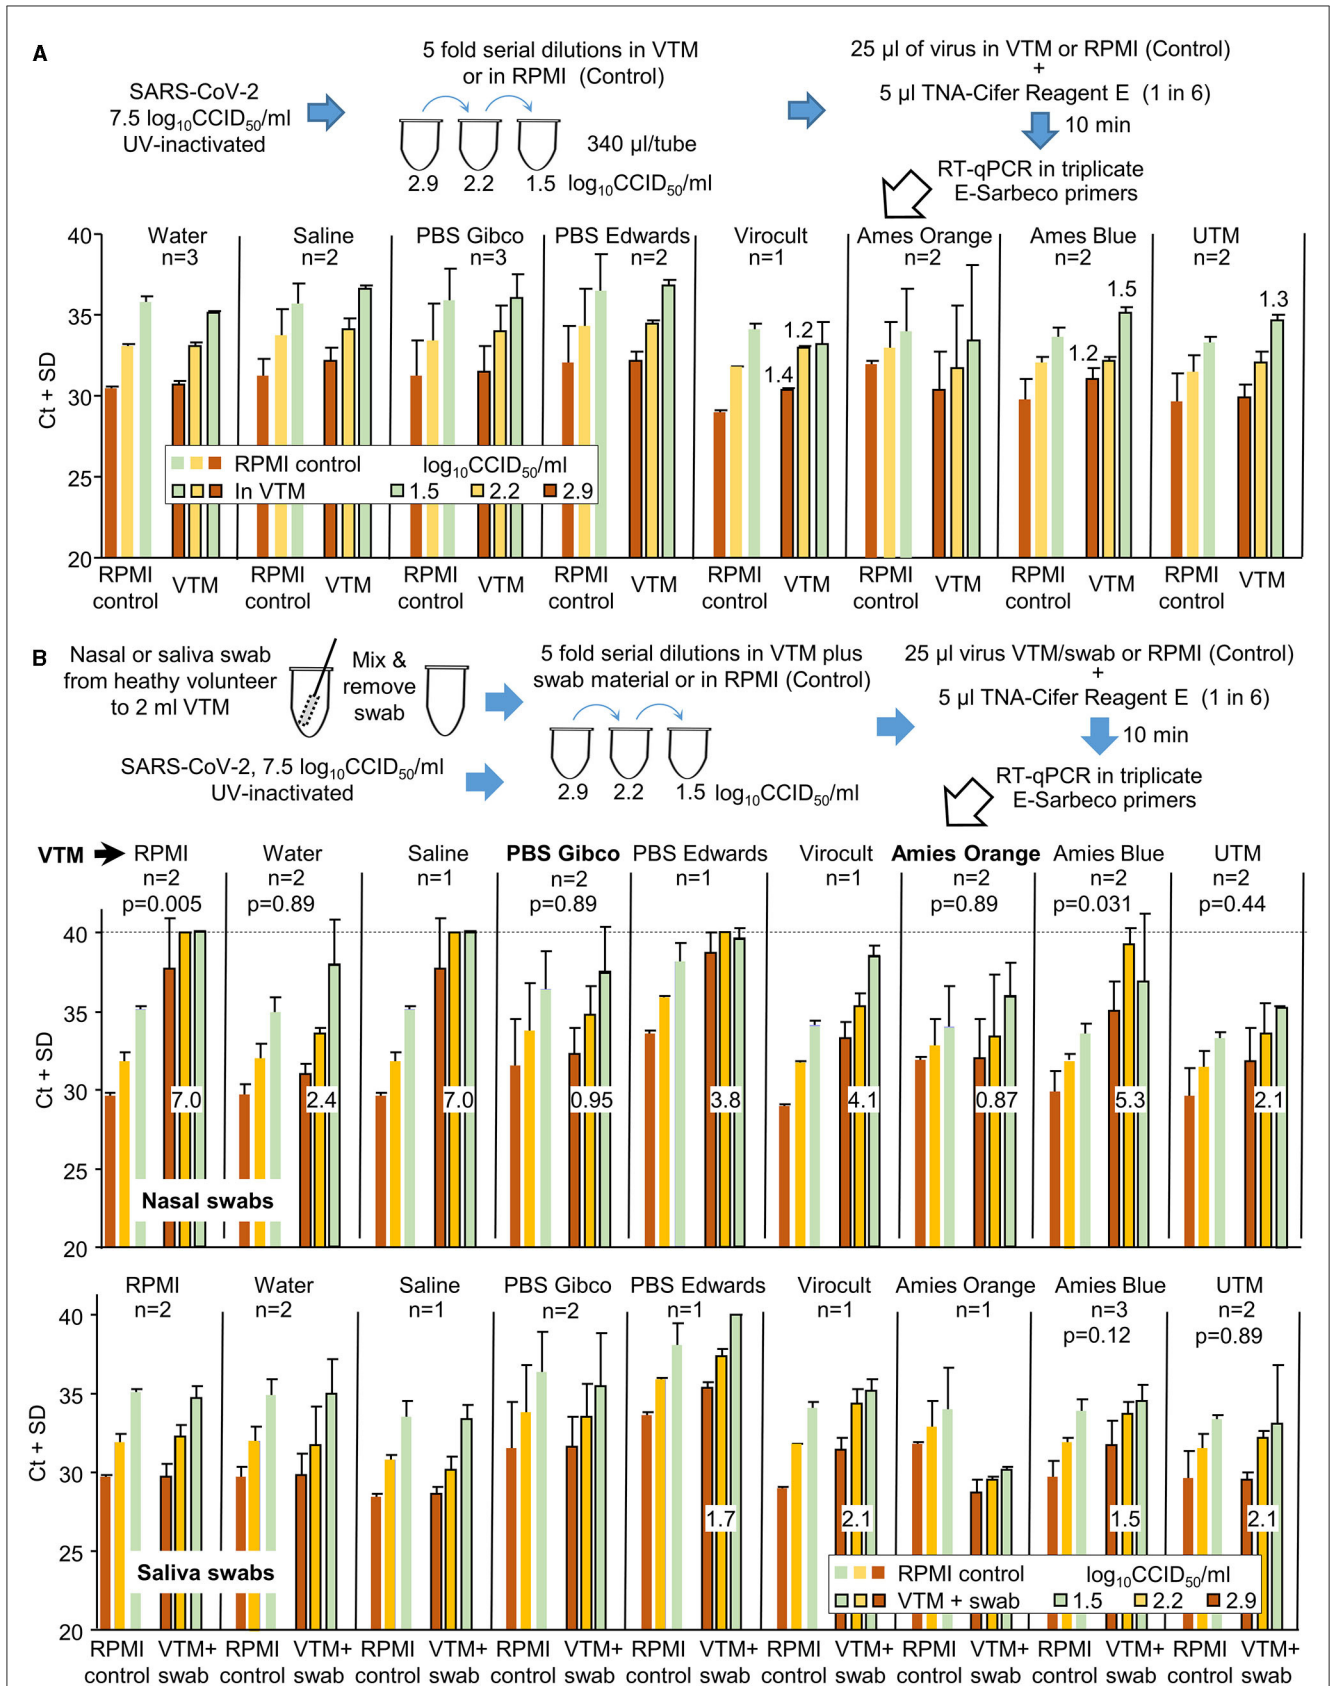 A
SARS-CoV-2
7.5 log10CCID50/ml
UV-inactivated
5 fold serial dilutions in VTM
or in RPMI (Control)
340 µl/tube
2.9 2.2 1.5 log10CCID50/ml
25 µl of virus in VTM or RPMI (Control)
+
5 µl TNA-Cifer Reagent E (1 in 6)
10 min
RT-qPCR in triplicate
E-Sarbeco primers
Water Saline PBS Gibco PBS Edwards Virocult Ames Orange Ames Blue UTM
n=3 n=2 n=3 n=2 n=1 n=2 n=2 n=2
Ct + SD
40
35
30
25
20
1.4 1.2 1.2 1.5 1.3
RPMI control log10CCID50/ml
In VTM 1.5 2.2 2.9
RPMI control VTM RPMI control VTM RPMI control VTM RPMI control VTM RPMI control VTM RPMI control VTM RPMI control VTM RPMI control VTM
B
Nasal or saliva swab
from heathy volunteer
to 2 ml VTM
Mix &
remove
swab
SARS-CoV-2, 7.5 log10CCID50/ml
UV-inactivated
5 fold serial dilutions in VTM plus
swab material or in RPMI (Control)
2.9 2.2 1.5 log10CCID50/ml
25 µl virus VTM/swab or RPMI (Control)
+
5 µl TNA-Cifer Reagent E (1 in 6)
10 min
RT-qPCR in triplicate
E-Sarbeco primers
VTM RPMI Water Saline PBS Gibco PBS Edwards Virocult Amies Orange Amies Blue UTM
n=2 n=2 n=1 n=2 n=1 n=1 n=2 n=2 n=2
p=0.005 p=0.89 p=0.89 p=0.89 p=0.031 p=0.44
Ct + SD
40
35
30
25
20
7.0 2.4 7.0 0.95 3.8 4.1 0.87 5.3 2.1
Nasal swabs
RPMI Water Saline PBS Gibco PBS Edwards Virocult Amies Orange Amies Blue UTM
n=2 n=2 n=1 n=2 n=1 n=1 n=1 n=3 n=2
p=0.12 p=0.89
Ct + SD
40
35
30
25
20
1.7 2.1 1.5 2.1
Saliva swabs
RPMI control log10CCID50/ml
VTM + swab 1.5 2.2 2.9
RPMI VTM+ RPMI VTM+ RPMI VTM+ RPMI VTM+ RPMI VTM+ RPMI VTM+ RPMI VTM+ RPMI VTM+ RPMI VTM+
control swab control swab control swab control swab control swab control swab control swab control swab control swab